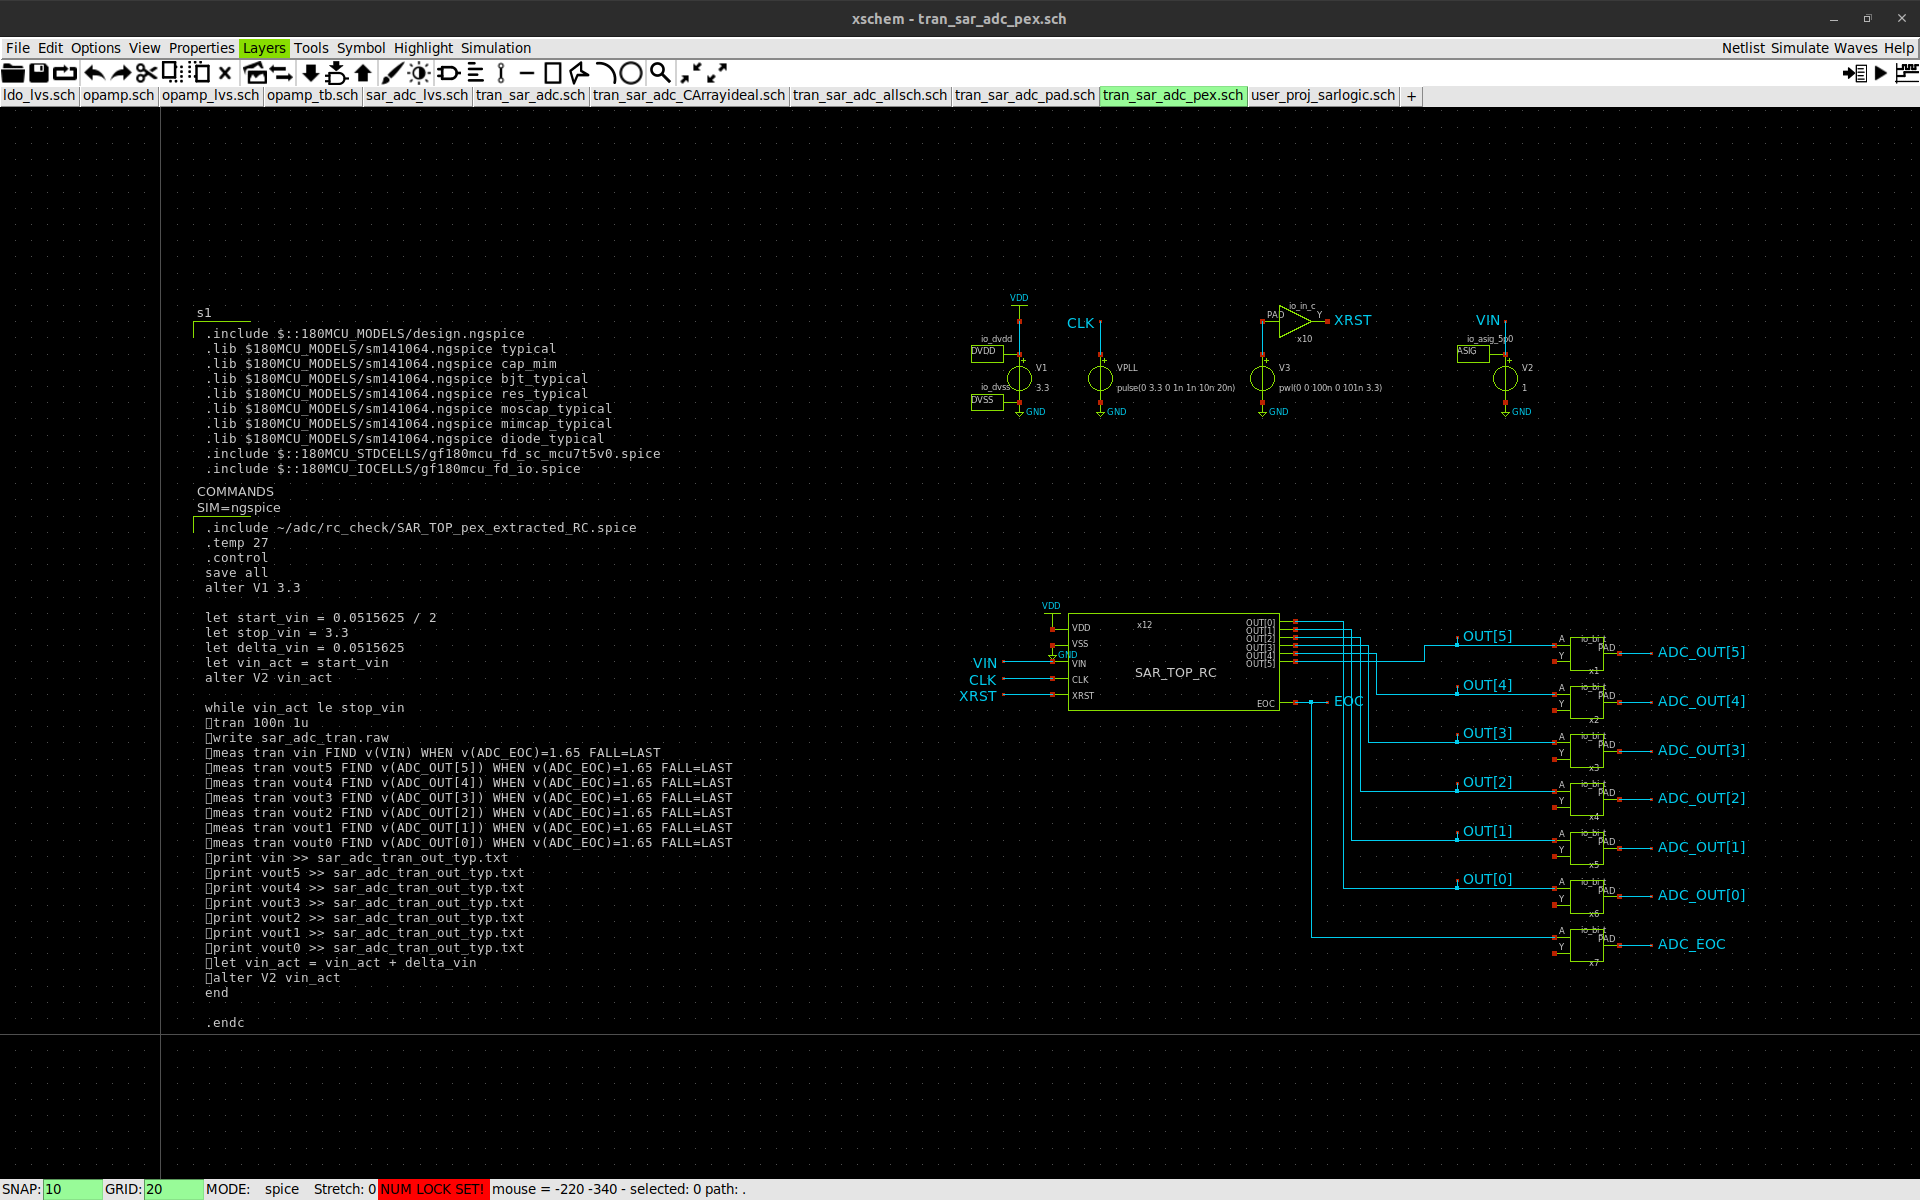 xschem - tran_sar_adc_pex.sch
File Edit Options View Properties Layers Tools Symbol Highlight Simulation Netlist Simulate Waves Help
ldo_lvs.sch opamp.sch opamp_lvs.sch opamp_tb.sch sar_adc_lvs.sch tran_sar_adc.sch tran_sar_adc_CArrayideal.sch tran_sar_adc_allsch.sch tran_sar_adc_pad.sch tran_sar_adc_pex.sch user_proj_sarlogic.sch +
s1
.include $::180MCU_MODELS/design.ngspice
.lib $180MCU_MODELS/sm141064.ngspice typical
.lib $180MCU_MODELS/sm141064.ngspice cap_mim
.lib $180MCU_MODELS/sm141064.ngspice bjt_typical
.lib $180MCU_MODELS/sm141064.ngspice res_typical
.lib $180MCU_MODELS/sm141064.ngspice moscap_typical
.lib $180MCU_MODELS/sm141064.ngspice mimcap_typical
.lib $180MCU_MODELS/sm141064.ngspice diode_typical
.include $::180MCU_STDCELLS/gf180mcu_fd_sc_mcu7t5v0.spice
.include $::180MCU_IOCELLS/gf180mcu_fd_io.spice
COMMANDS
SIM=ngspice
.include ~/adc/rc_check/SAR_TOP_pex_extracted_RC.spice
.temp 27
.control
save all
alter V1 3.3
let start_vin = 0.0515625 / 2
let stop_vin = 3.3
let delta_vin = 0.0515625
let vin_act = start_vin
alter V2 vin_act
while vin_act le stop_vin
tran 100n 1u
write sar_adc_tran.raw
meas tran vin FIND v(VIN) WHEN v(ADC_EOC)=1.65 FALL=LAST
meas tran vout5 FIND v(ADC_OUT[5]) WHEN v(ADC_EOC)=1.65 FALL=LAST
meas tran vout4 FIND v(ADC_OUT[4]) WHEN v(ADC_EOC)=1.65 FALL=LAST
meas tran vout3 FIND v(ADC_OUT[3]) WHEN v(ADC_EOC)=1.65 FALL=LAST
meas tran vout2 FIND v(ADC_OUT[2]) WHEN v(ADC_EOC)=1.65 FALL=LAST
meas tran vout1 FIND v(ADC_OUT[1]) WHEN v(ADC_EOC)=1.65 FALL=LAST
meas tran vout0 FIND v(ADC_OUT[0]) WHEN v(ADC_EOC)=1.65 FALL=LAST
print vin >> sar_adc_tran_out_typ.txt
print vout5 >> sar_adc_tran_out_typ.txt
print vout4 >> sar_adc_tran_out_typ.txt
print vout3 >> sar_adc_tran_out_typ.txt
print vout2 >> sar_adc_tran_out_typ.txt
print vout1 >> sar_adc_tran_out_typ.txt
print vout0 >> sar_adc_tran_out_typ.txt
let vin_act = vin_act + delta_vin
alter V2 vin_act
end
.endc
VDD
io_dvdd
DVDD
V1
3.3
io_dvss
DVSS
GND
CLK
VPLL
pulse(0 3.3 0 1n 1n 10n 20n)
GND
io_in_c
PAD
Y
XRST
x10
V3
pwl(0 0 100n 0 101n 3.3)
GND
VIN
io_asig_5p0
ASIG
V2
1
GND
VDD
GND
VIN
CLK
XRST
VDD
VSS
VIN
CLK
XRST
x12
SAR_TOP_RC
OUT[0]
OUT[1]
OUT[2]
OUT[3]
OUT[4]
OUT[5]
EOC
EOC
OUT[5]
A
Y
PAD
x1
ADC_OUT[5]
OUT[4]
A
Y
PAD
x2
ADC_OUT[4]
OUT[3]
A
Y
PAD
x3
ADC_OUT[3]
OUT[2]
A
Y
PAD
x4
ADC_OUT[2]
OUT[1]
A
Y
PAD
x5
ADC_OUT[1]
OUT[0]
A
Y
PAD
x6
ADC_OUT[0]
A
Y
PAD
x7
ADC_EOC
SNAP: 10 GRID: 20 MODE: spice Stretch: 0 NUM LOCK SET! mouse = -220 -340 - selected: 0 path: .